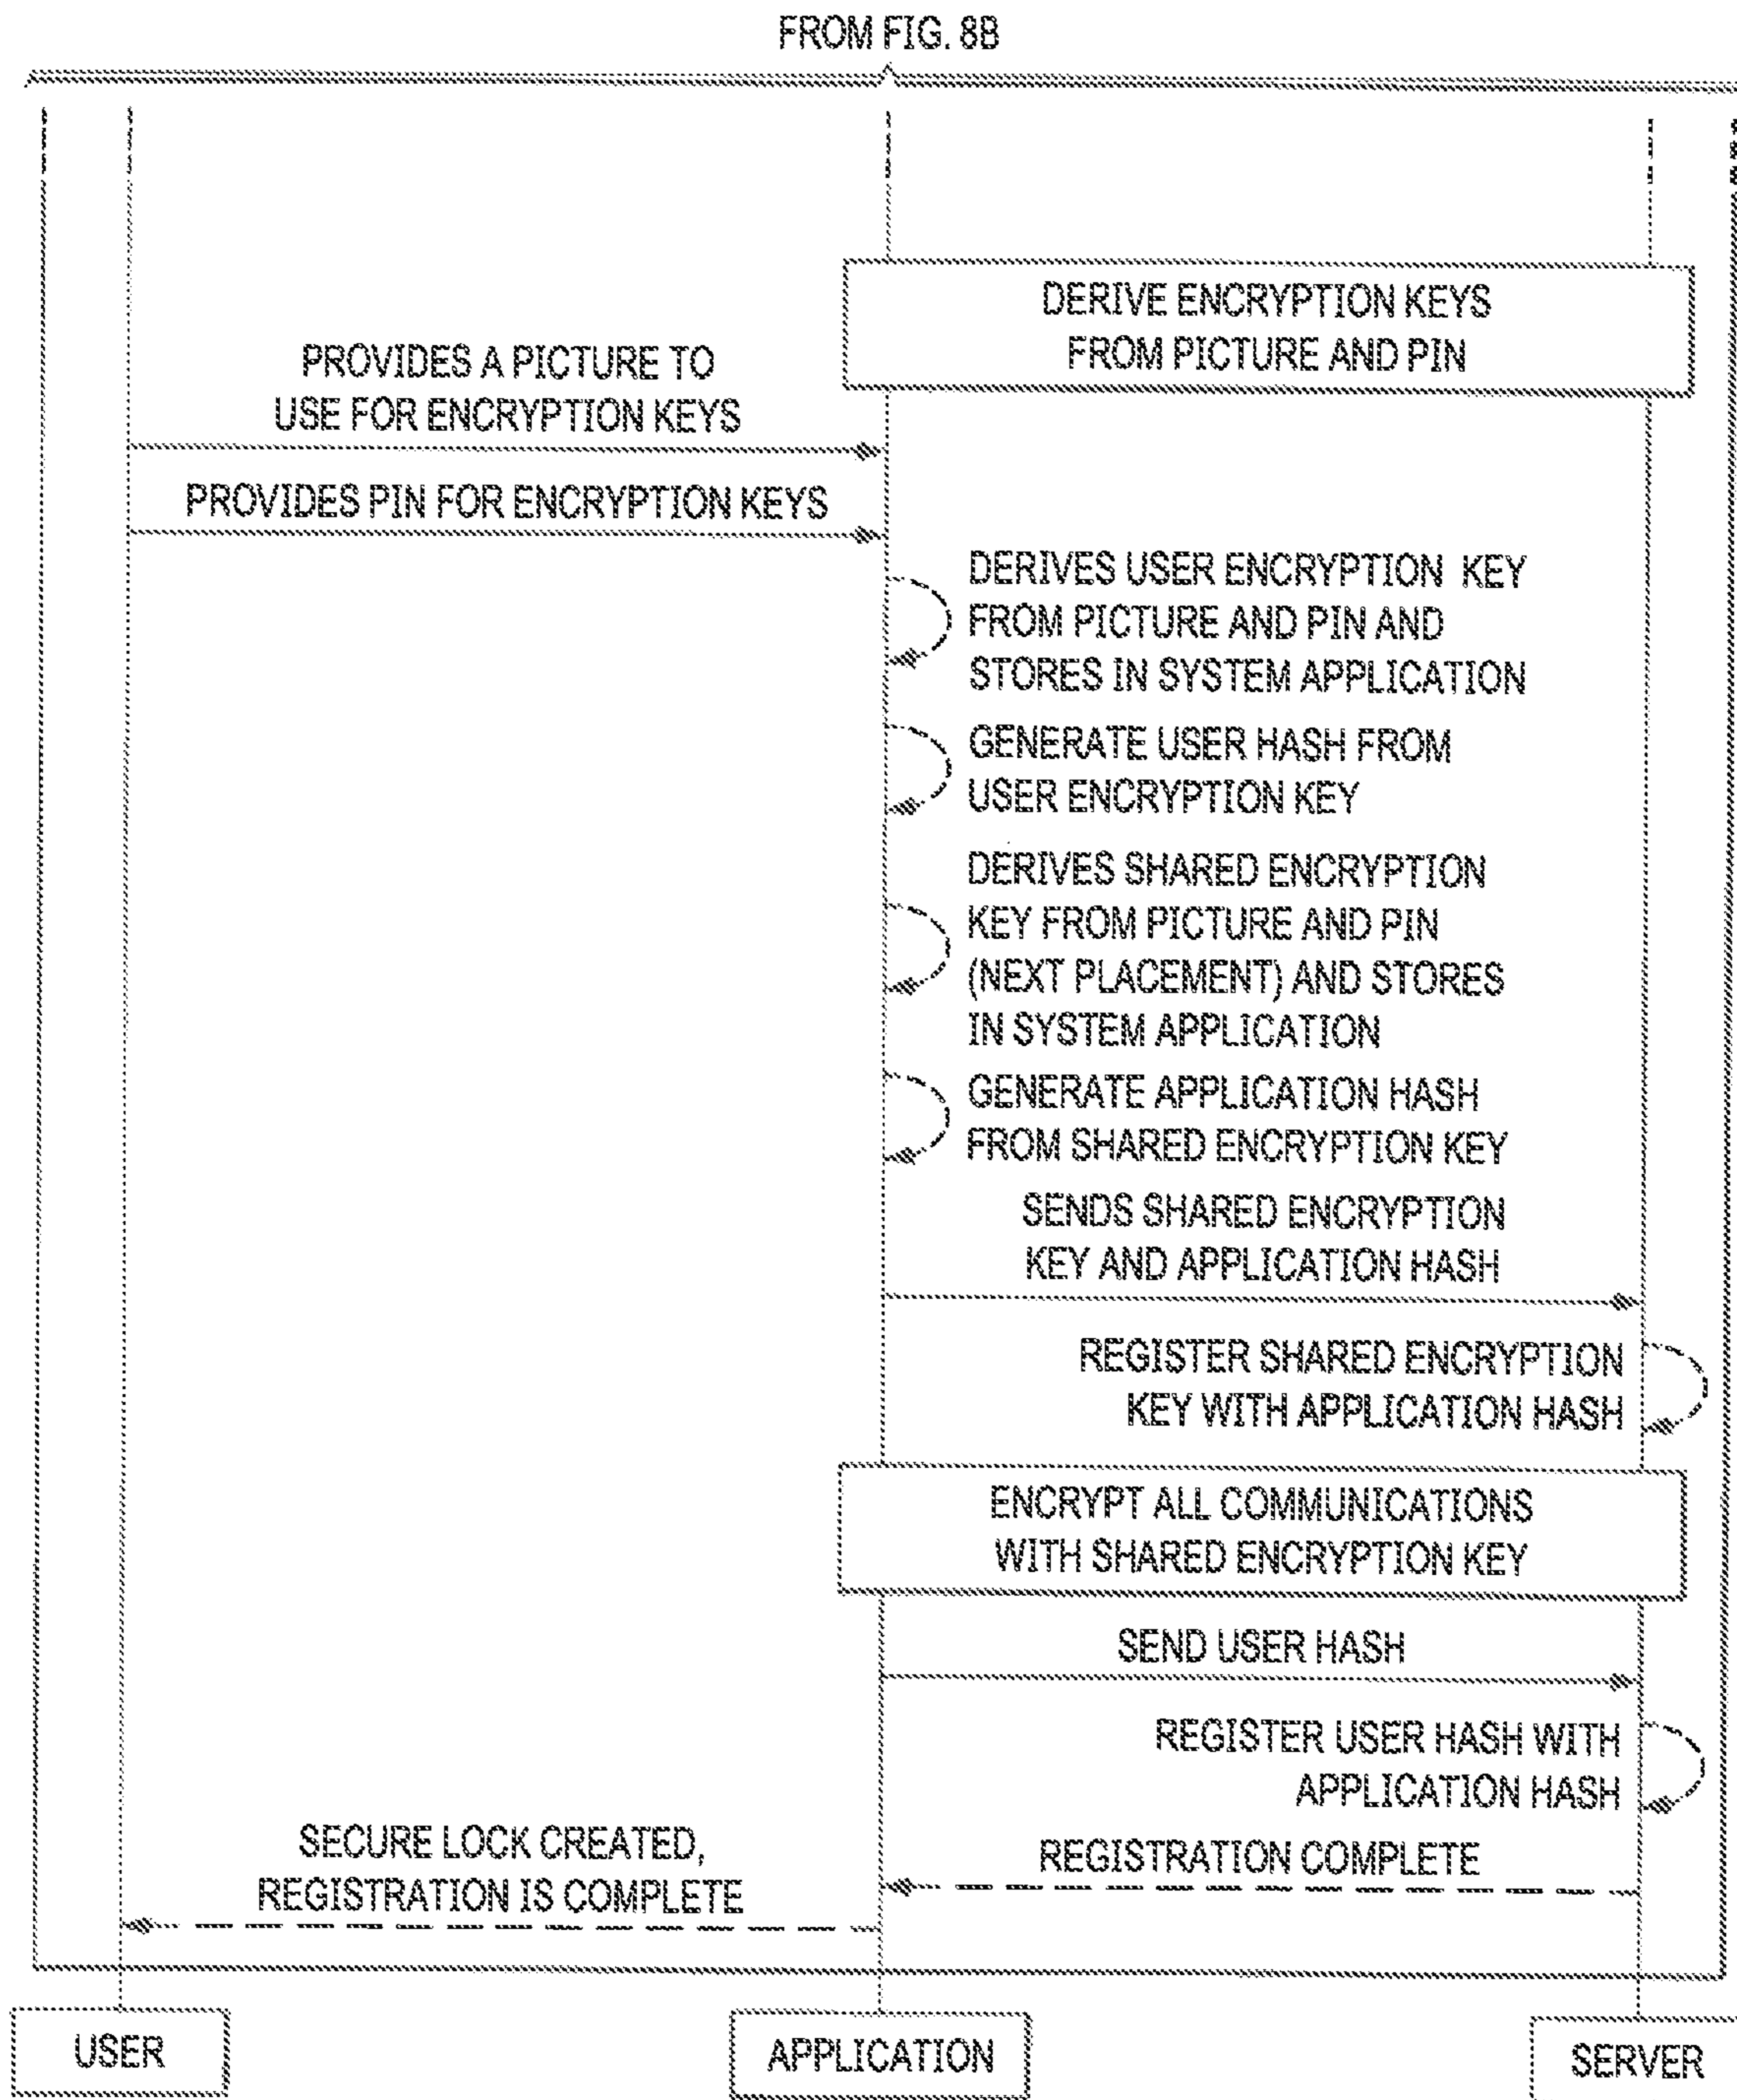 FROM FIG. 8B
DERIVE ENCRYPTION KEYS
FROM PICTURE AND PIN
PROVIDES A PICTURE TO
USE FOR ENCRYPTION KEYS
PROVIDES PIN FOR ENCRYPTION KEYS
DERIVES USER ENCRYPTION KEY
FROM PICTURE AND PIN AND
STORES IN SYSTEM APPLICATION
GENERATE USER HASH FROM
USER ENCRYPTION KEY
DERIVES SHARED ENCRYPTION
KEY FROM PICTURE AND PIN
(NEXT PLACEMENT) AND STORES
IN SYSTEM APPLICATION
GENERATE APPLICATION HASH
FROM SHARED ENCRYPTION KEY
SENDS SHARED ENCRYPTION
KEY AND APPLICATION HASH
REGISTER SHARED ENCRYPTION
KEY WITH APPLICATION HASH
ENCRYPT ALL COMMUNICATIONS
WITH SHARED ENCRYPTION KEY
SEND USER HASH
REGISTER USER HASH WITH
APPLICATION HASH
REGISTRATION COMPLETE
SECURE LOCK CREATED,
REGISTRATION IS COMPLETE
USER
APPLICATION
SERVER